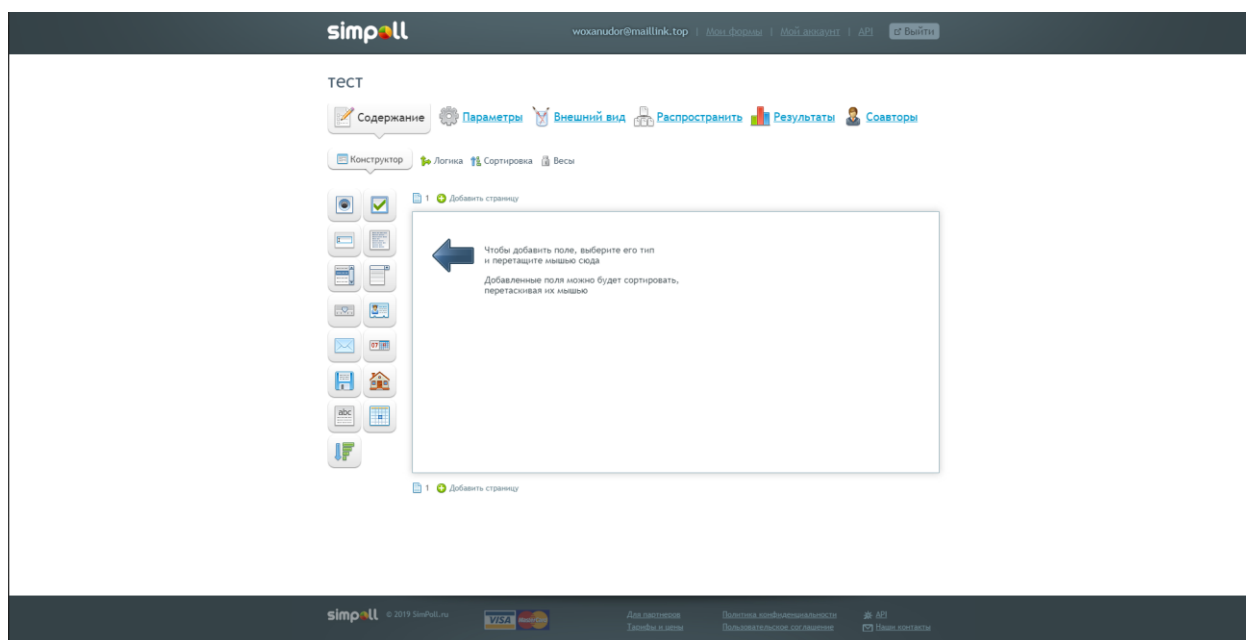 simpoll
woxanudor@maillink.top | Мои формы | Мой аккаунт | API Выйти
тест
Содержание Параметры Внешний вид Распространить Результаты Соавторы
Конструктор Логика Сортировка Весы
1 Добавить страницу
Чтобы добавить поле, выберите его тип
и перетащите мышью сюда
Добавленные поля можно будет сортировать,
перетаскивая их мышью
abc
1 Добавить страницу
simpoll © 2019 SimPoll.ru VISA MasterCard Для партнеров Политика конфиденциальности API
Тарифы и цены Пользовательское соглашение Наши контакты